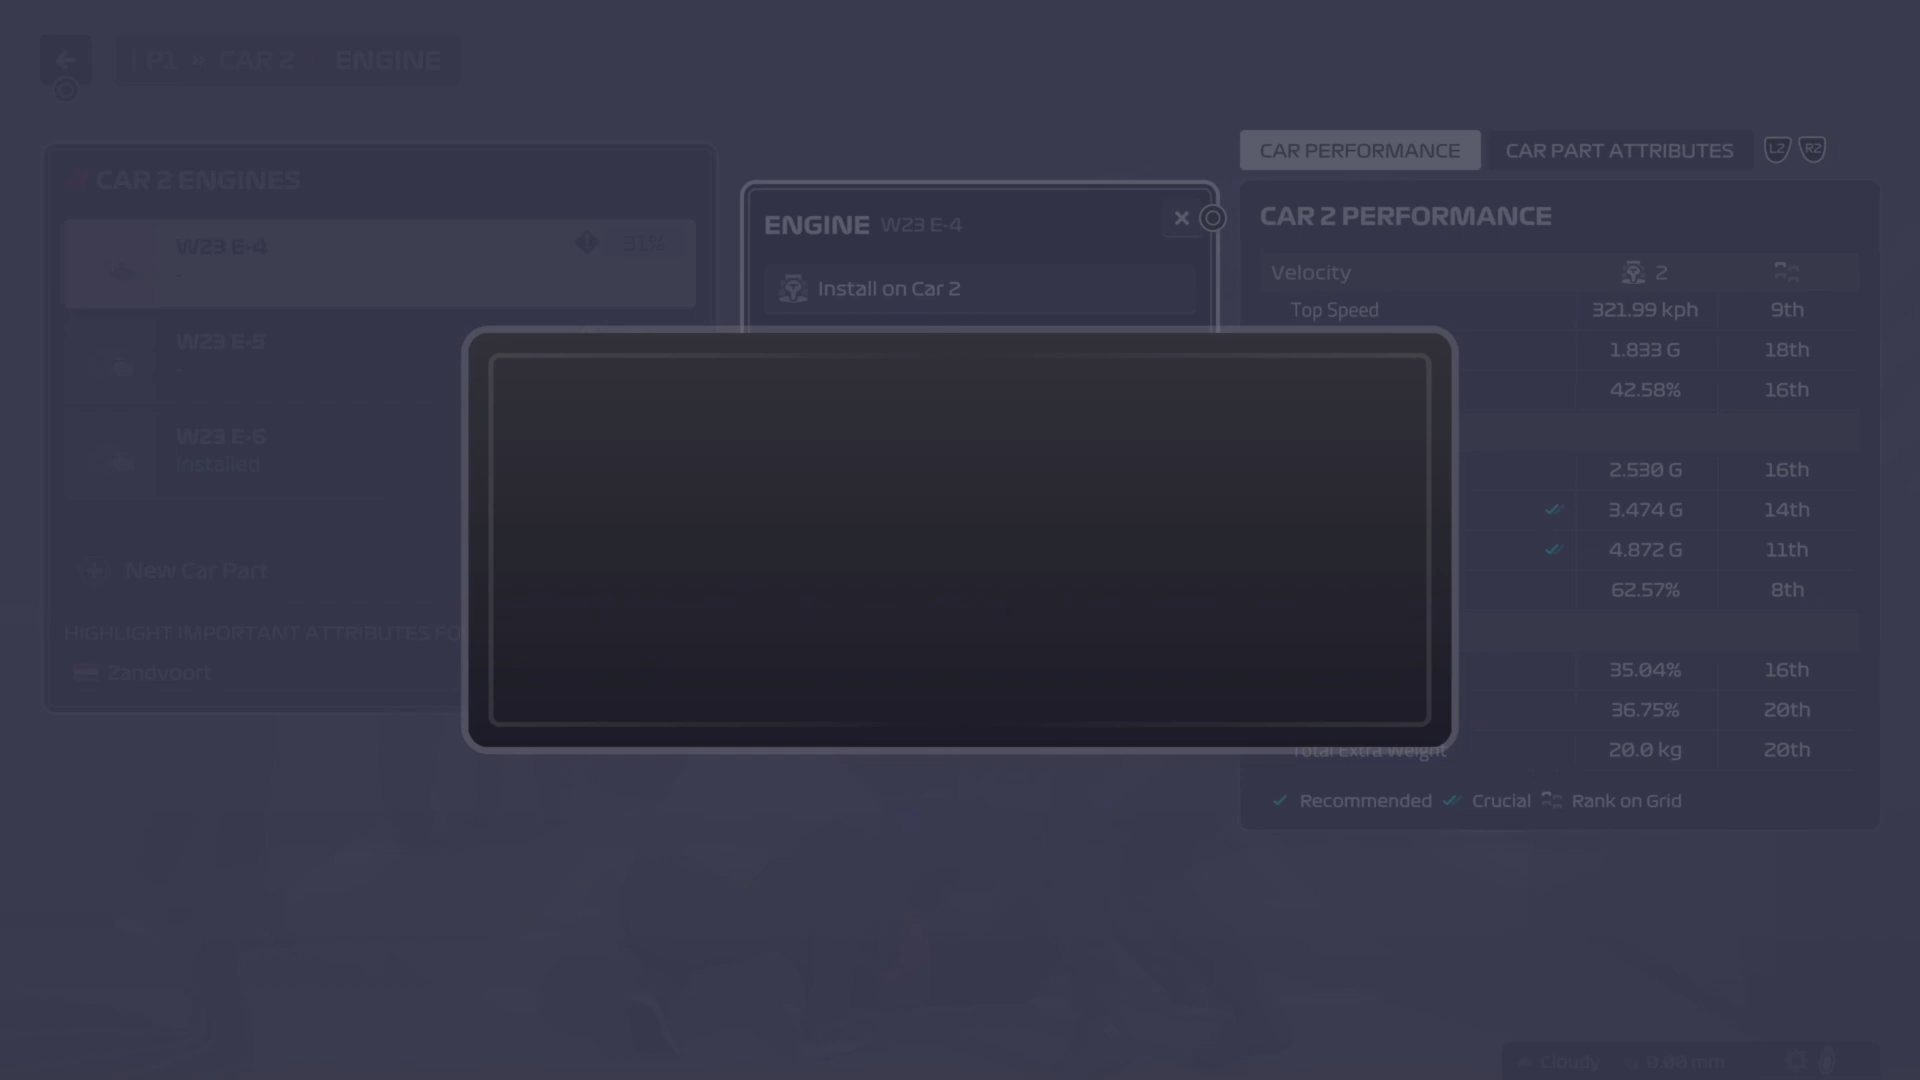 P1 » CAR 2 ENGINE
CAR 2 ENGINES
W23 E-4
31%
-
W23 E-5
-
W23 E-6
Installed
New Car Part
HIGHLIGHT IMPORTANT ATTRIBUTES
Zandvoort
ENGINE W23 E-4
Install on Car 2
CAR PERFORMANCE CAR PART ATTRIBUTES L2 R2
CAR 2 PERFORMANCE
Velocity 2
Top Speed 321.99 kph 9th
1.833 G 18th
42.58% 16th
2.530 G 16th
3.474 G 14th
4.872 G 11th
62.57% 8th
35.04% 16th
36.75% 20th
Total Extra Weight 20.0 kg 20th
Recommended Crucial Rank on Grid
Cloudy 0.00 mm